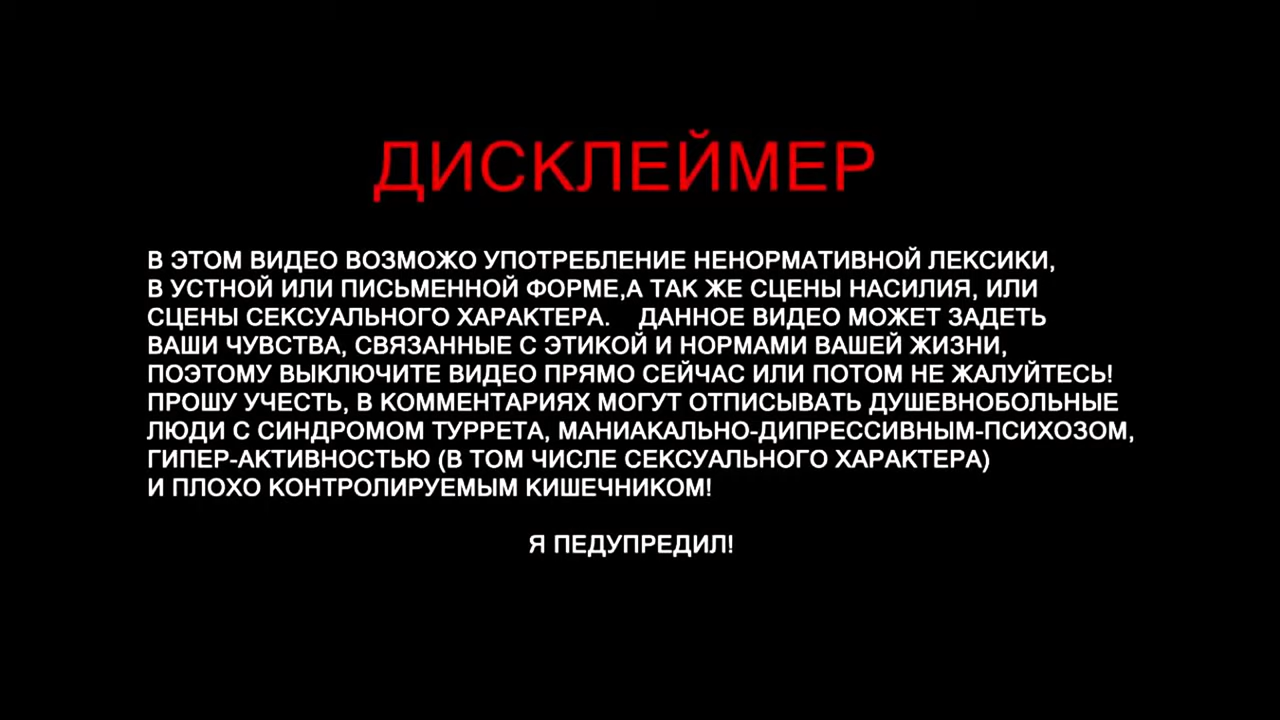 ДИСКЛЕЙМЕР
В ЭТОМ ВИДЕО ВОЗМОЖО УПОТРЕБЛЕНИЕ НЕНОРМАТИВНОЙ ЛЕКСИКИ,
В УСТНОЙ ИЛИ ПИСЬМЕННОЙ ФОРМЕ,А ТАК ЖЕ СЦЕНЫ НАСИЛИЯ, ИЛИ
СЦЕНЫ СЕКСУАЛЬНОГО ХАРАКТЕРА. ДАННОЕ ВИДЕО МОЖЕТ ЗАДЕТЬ
ВАШИ ЧУВСТВА, СВЯЗАННЫЕ С ЭТИКОЙ И НОРМАМИ ВАШЕЙ ЖИЗНИ,
ПОЭТОМУ ВЫКЛЮЧИТЕ ВИДЕО ПРЯМО СЕЙЧАС ИЛИ ПОТОМ НЕ ЖАЛУЙТЕСЬ!
ПРОШУ УЧЕСТЬ, В КОММЕНТАРИЯХ МОГУТ ОТПИСЫВАТЬ ДУШЕВНОБОЛЬНЫЕ
ЛЮДИ С СИНДРОМОМ ТУРРЕТА, МАНИАКАЛЬНО-ДИПРЕССИВНЫМ-ПСИХОЗОМ,
ГИПЕР-АКТИВНОСТЬЮ (В ТОМ ЧИСЛЕ СЕКСУАЛЬНОГО ХАРАКТЕРА)
И ПЛОХО КОНТРОЛИРУЕМЫМ КИШЕЧНИКОМ!
Я ПЕДУПРЕДИЛ!